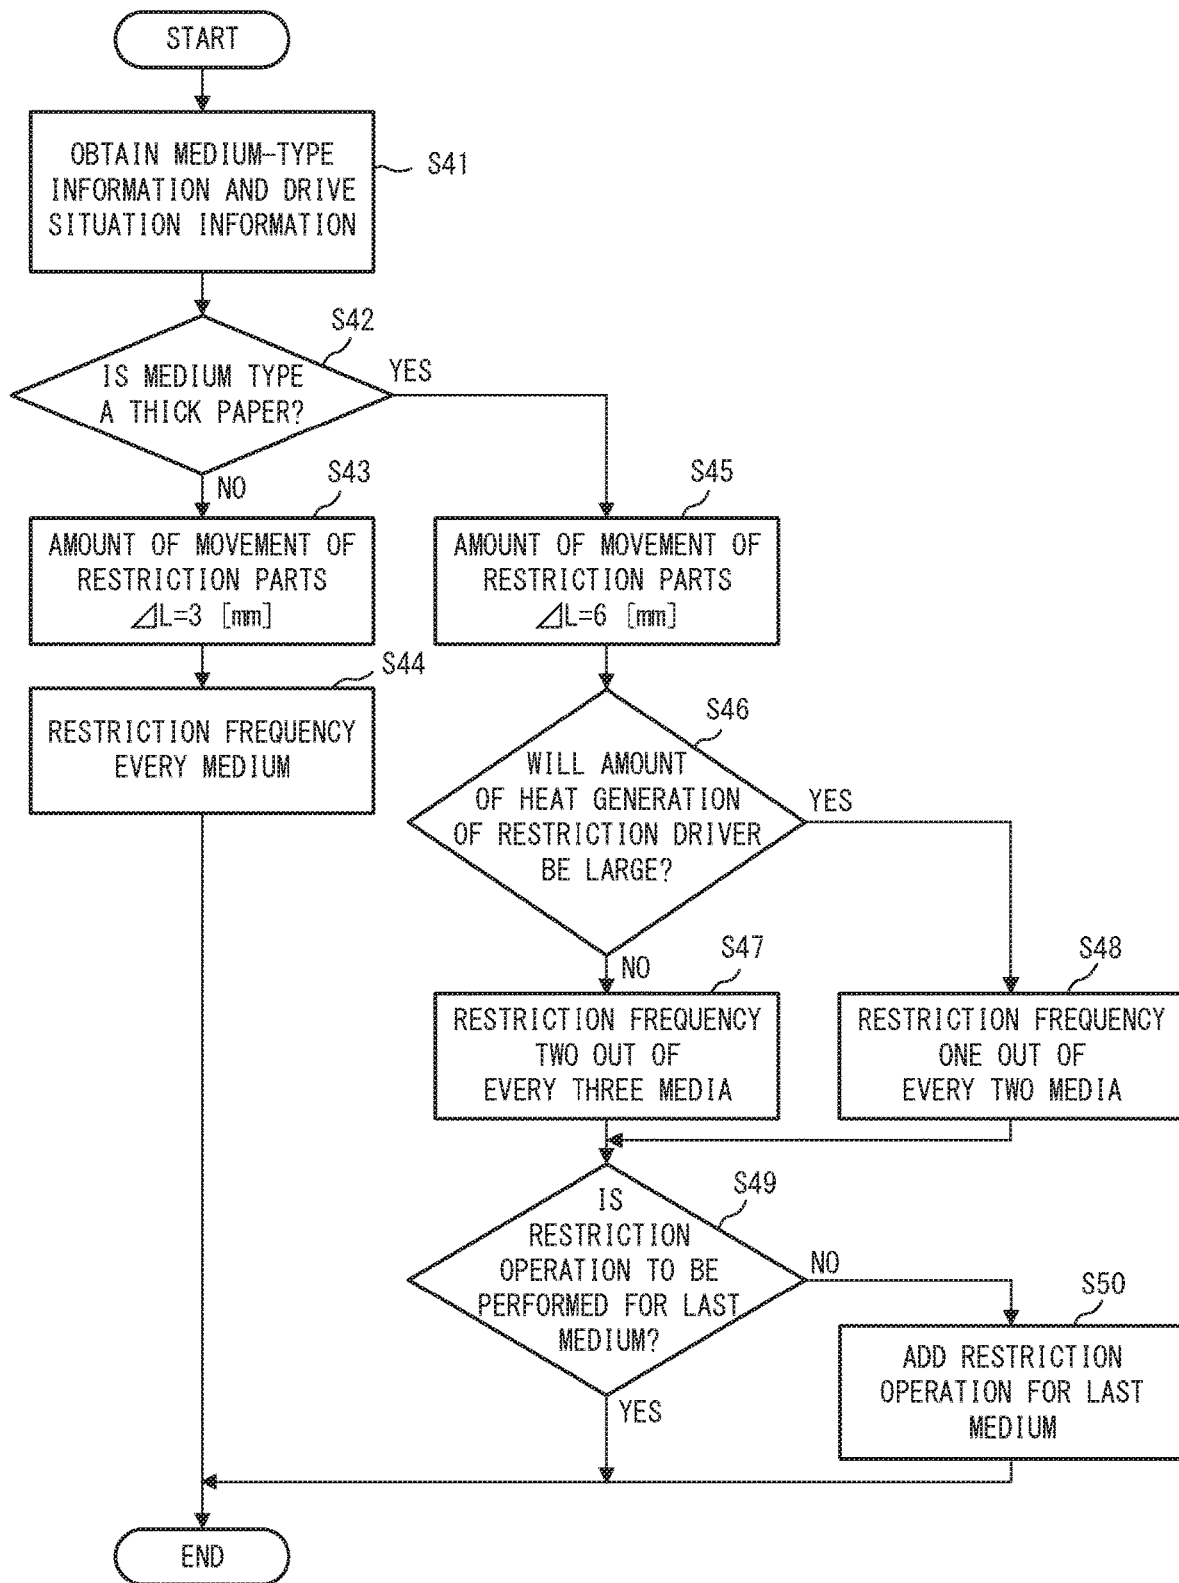 START
OBTAIN MEDIUM-TYPE
INFORMATION AND DRIVE
SITUATION INFORMATION
S41
S42
IS MEDIUM TYPE
A THICK PAPER?
YES
NO
S43
AMOUNT OF MOVEMENT OF
RESTRICTION PARTS
⊿L=3 [mm]
S44
RESTRICTION FREQUENCY
EVERY MEDIUM
S45
AMOUNT OF MOVEMENT OF
RESTRICTION PARTS
⊿L=6 [mm]
S46
WILL AMOUNT
OF HEAT GENERATION
OF RESTRICTION DRIVER
BE LARGE?
YES
NO
S47
RESTRICTION FREQUENCY
TWO OUT OF
EVERY THREE MEDIA
S48
RESTRICTION FREQUENCY
ONE OUT OF
EVERY TWO MEDIA
S49
IS
RESTRICTION
OPERATION TO BE
PERFORMED FOR LAST
MEDIUM?
NO
YES
S50
ADD RESTRICTION
OPERATION FOR LAST
MEDIUM
END